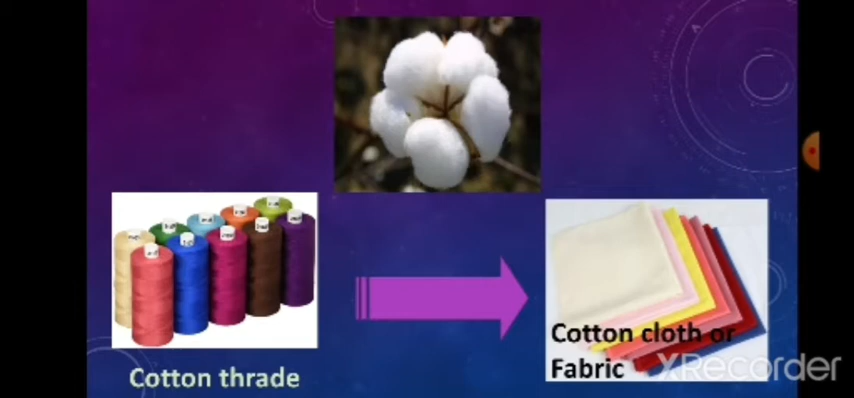 Cotton thrade
Cotton cloth or
Fabric
XRecorder